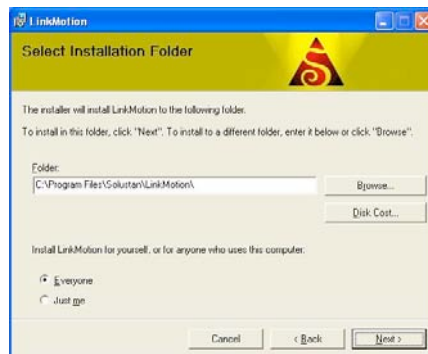 LinkMotion
Select Installation Folder
The installer will install LinkMotion to the following folder.
To install in this folder, click "Next". To install to a different folder, enter it below or click "Browse".
Folder:
C:\Program Files\Solustan\LinkMotion\
Browse...
Disk Cost...
Install LinkMotion for yourself, or for anyone who uses this computer:
Everyone
Just me
Cancel
< Back
Next >